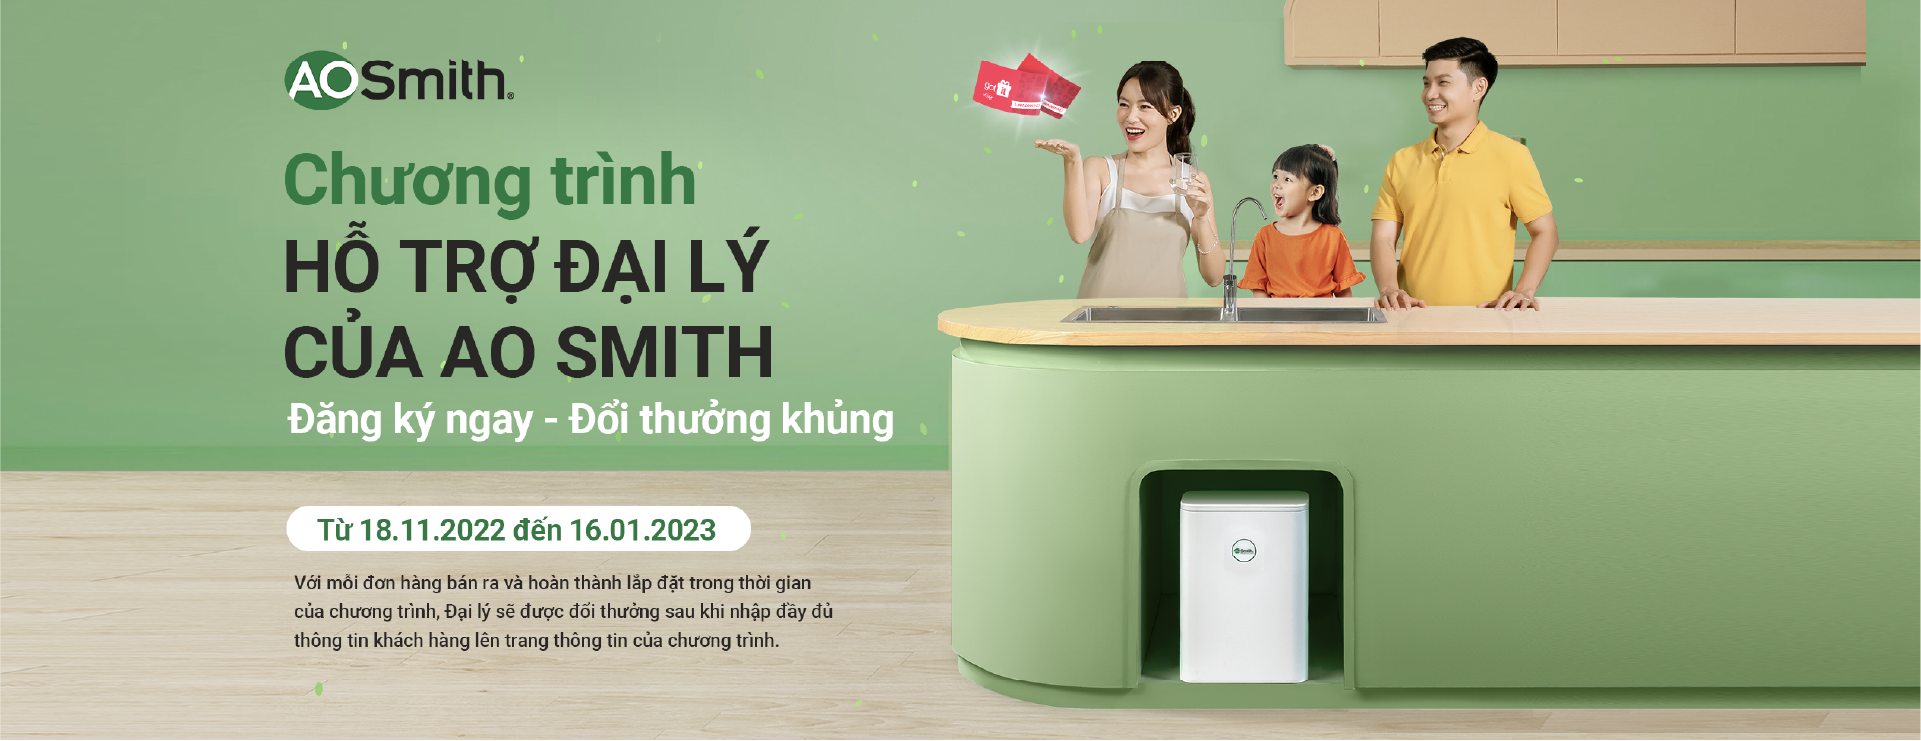 AOSmith®
Chương trình
HỖ TRỢ ĐẠI LÝ
CỦA AO SMITH
Đăng ký ngay - Đổi thưởng khủng
Từ 18.11.2022 đến 16.01.2023
Với mỗi đơn hàng bán ra và hoàn thành lắp đặt trong thời gian
của chương trình, Đại lý sẽ được đổi thưởng sau khi nhập đầy đủ
thông tin khách hàng lên trang thông tin của chương trình.
got it
AOSmith